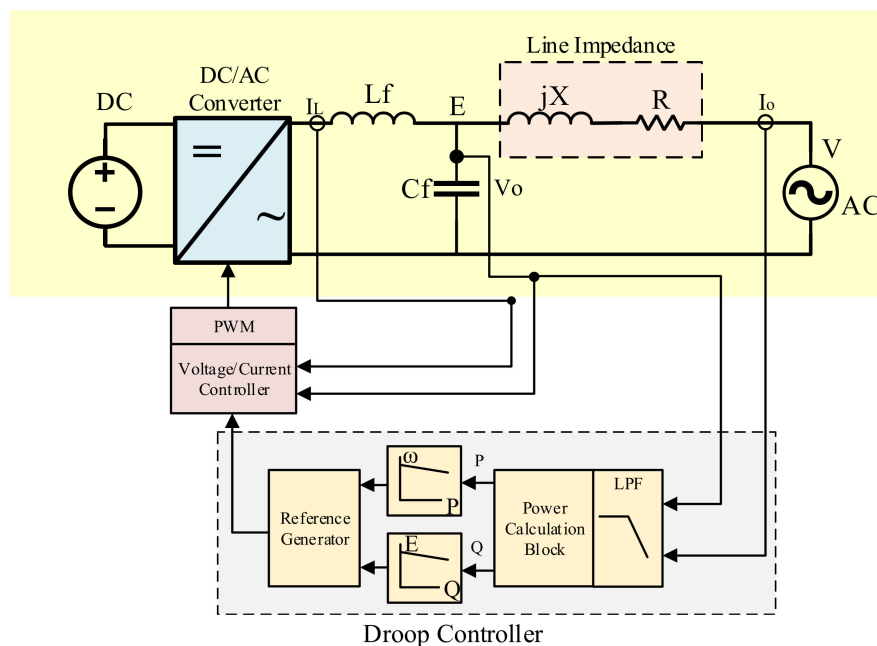 Line Impedance
DC/AC
Converter
DC
IL
Lf
E
jX
R
Io
V
=
~
+
−
Cf
Vo
AC
PWM
Voltage/Current
Controller
ω
P
P
LPF
Reference
Generator
Power
Calculation
Block
E
Q
Q
Droop Controller